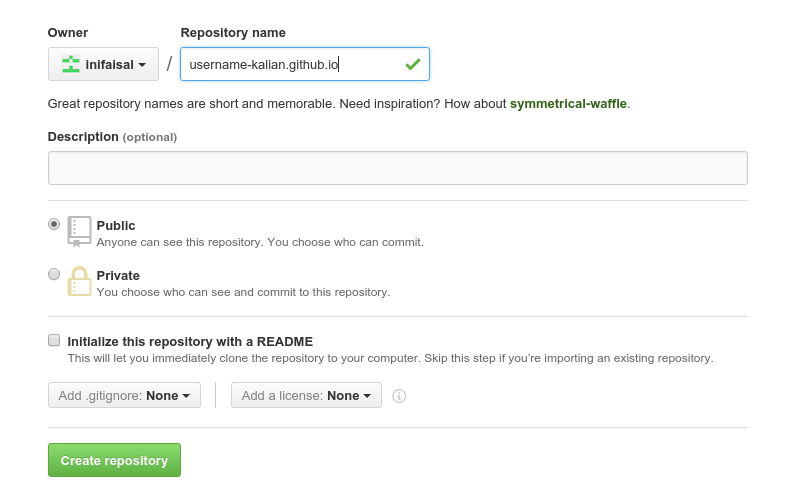 Owner Repository name
inifaisal / username-kalian.github.io
Great repository names are short and memorable. Need inspiration? How about symmetrical-waffle.
Description (optional)
Public
Anyone can see this repository. You choose who can commit.
Private
You choose who can see and commit to this repository.
Initialize this repository with a README
This will let you immediately clone the repository to your computer. Skip this step if you’re importing an existing repository.
Add .gitignore: None Add a license: None
Create repository